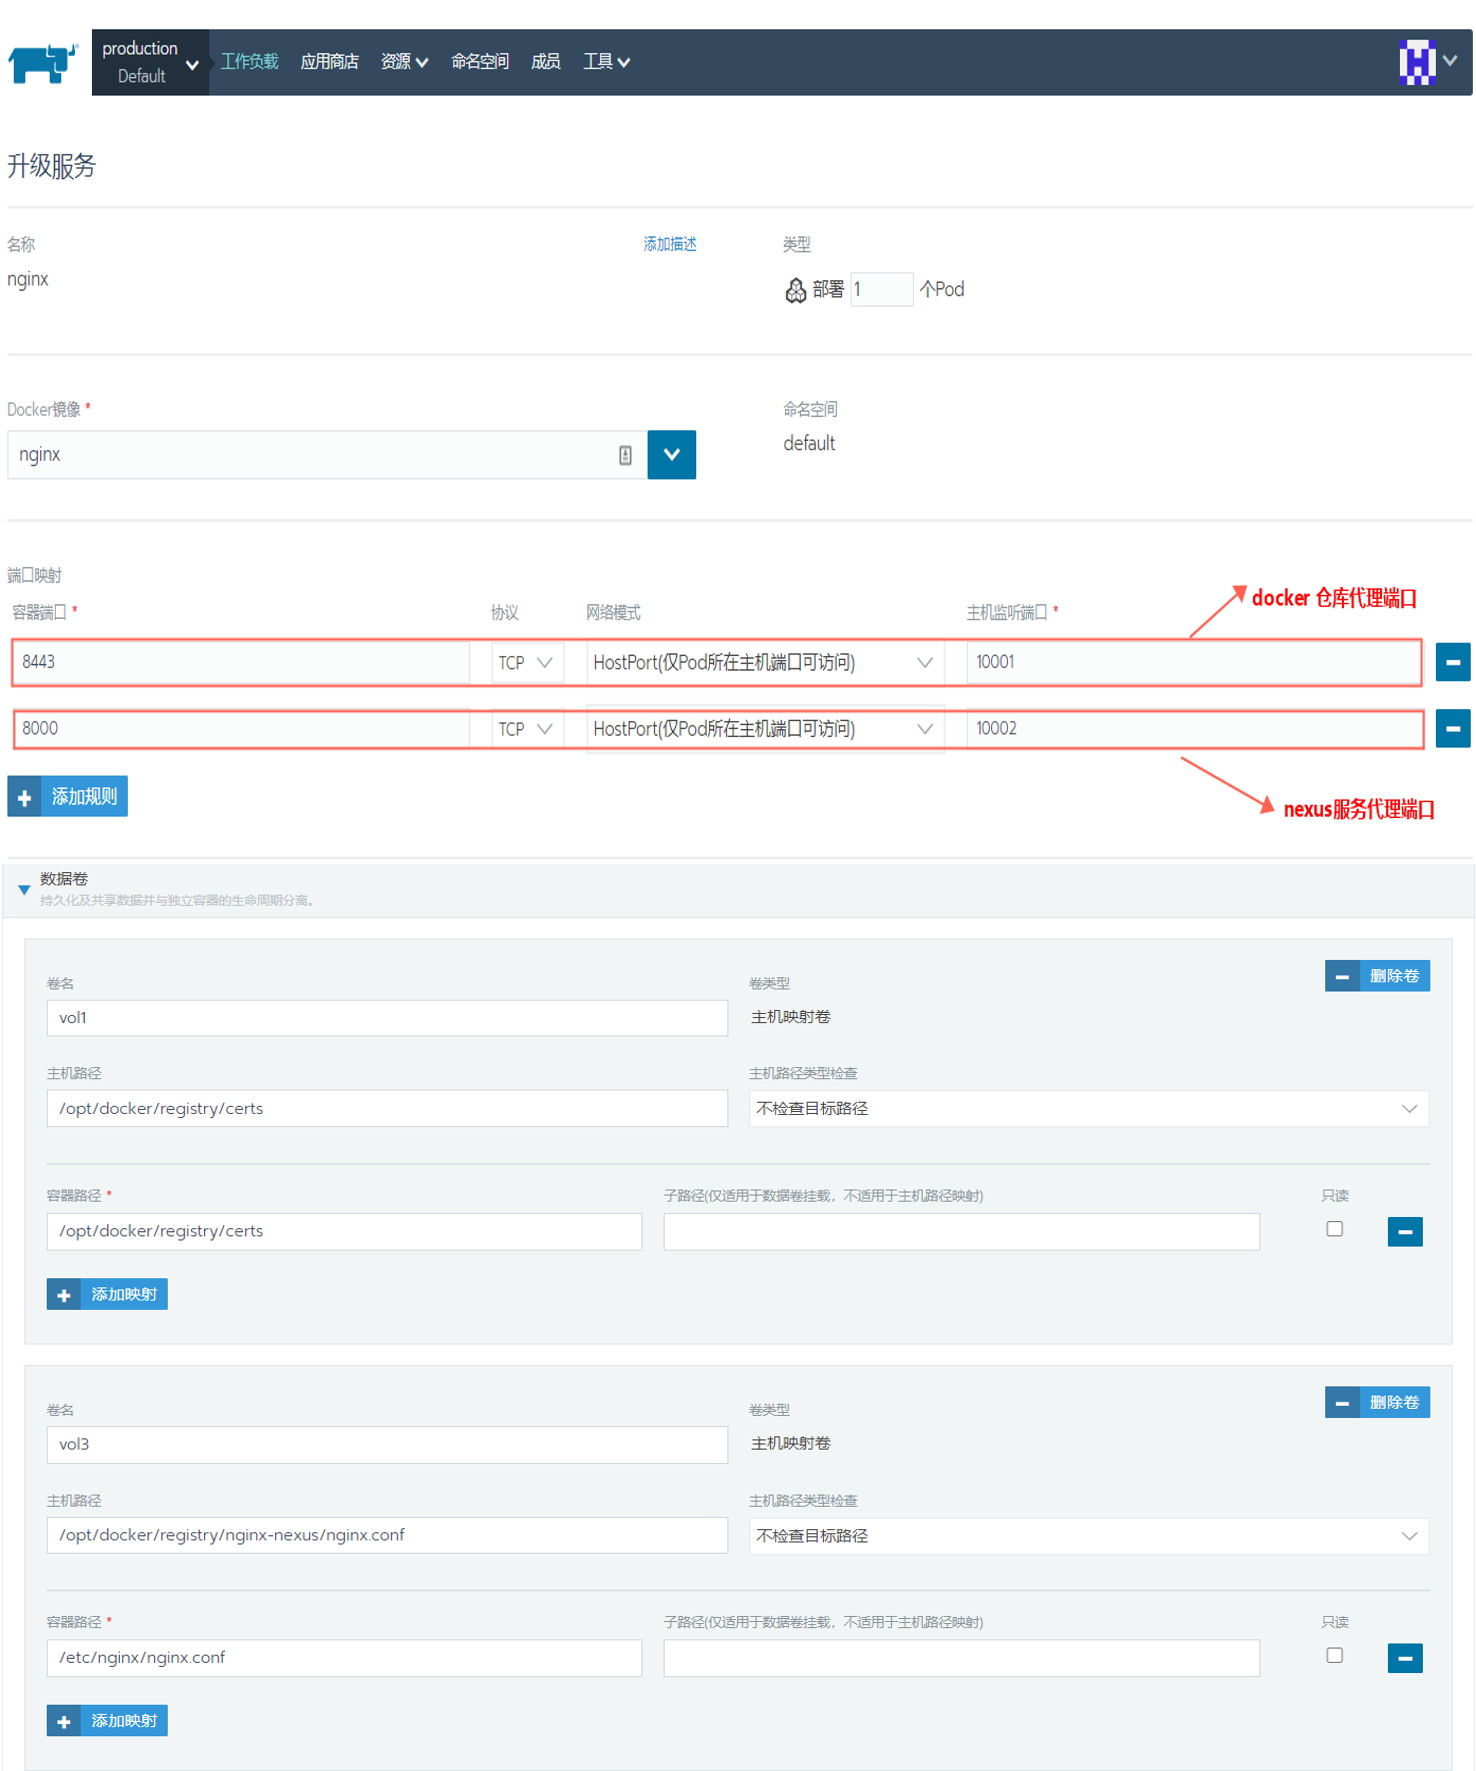 production
Default
工作负载 应用商店 资源 命名空间 成员 工具
升级服务
名称 添加描述 类型
nginx
部署 1 个Pod
Docker镜像 * 命名空间
nginx default
端口映射
容器端口 * 协议 网络模式 主机监听端口 *
docker 仓库代理端口
8443 TCP HostPort(仅Pod所在主机端口可访问) 10001
8000 TCP HostPort(仅Pod所在主机端口可访问) 10002
+ 添加规则
nexus服务代理端口
数据卷
持久化及共享数据并与独立容器的生命周期分离。
卷名 卷类型 删除卷
vol1 主机映射卷
主机路径 主机路径类型检查
/opt/docker/registry/certs 不检查目标路径
容器路径 * 子路径(仅适用于数据卷挂载，不适用于主机路径映射) 只读
/opt/docker/registry/certs
+ 添加映射
卷名 卷类型 删除卷
vol3 主机映射卷
主机路径 主机路径类型检查
/opt/docker/registry/nginx-nexus/nginx.conf 不检查目标路径
容器路径 * 子路径(仅适用于数据卷挂载，不适用于主机路径映射) 只读
/etc/nginx/nginx.conf
+ 添加映射